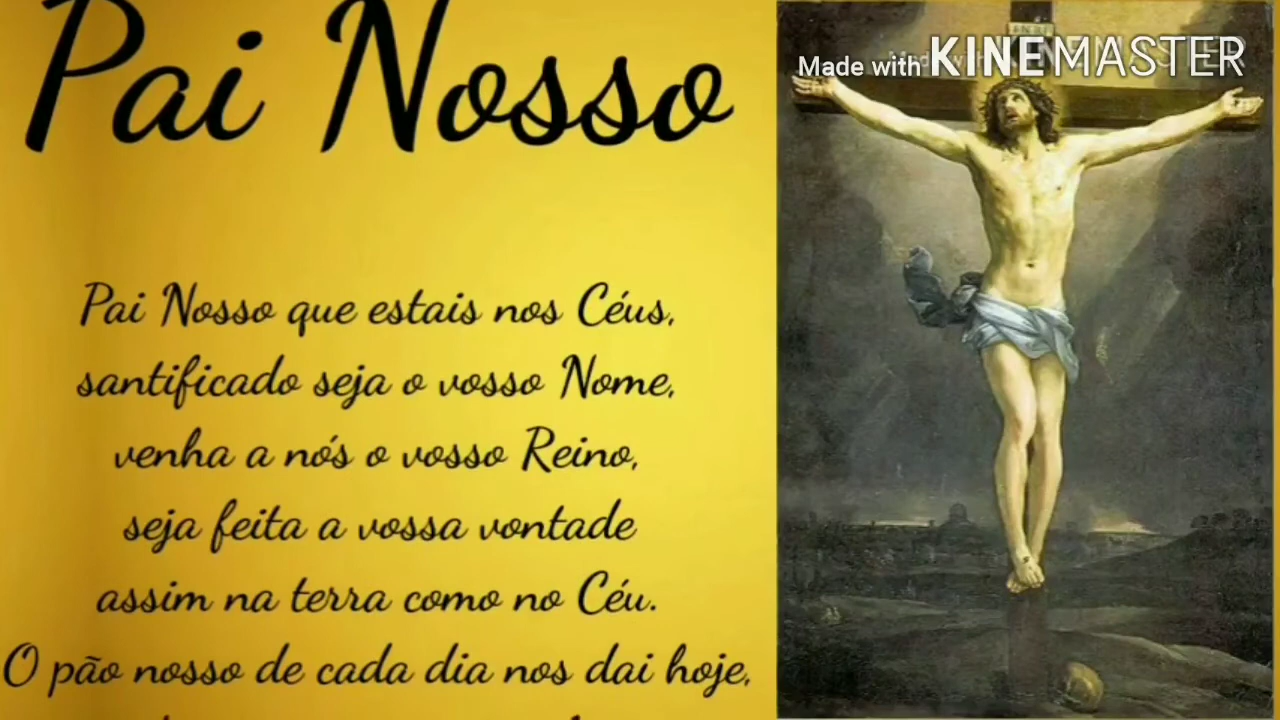 Pai Nosso
Pai Nosso que estais nos Céus,
santificado seja o vosso Nome,
venha a nós o vosso Reino,
seja feita a vossa vontade
assim na terra como no Céu.
O pão nosso de cada dia nos dai hoje,
Made with KINEMASTER